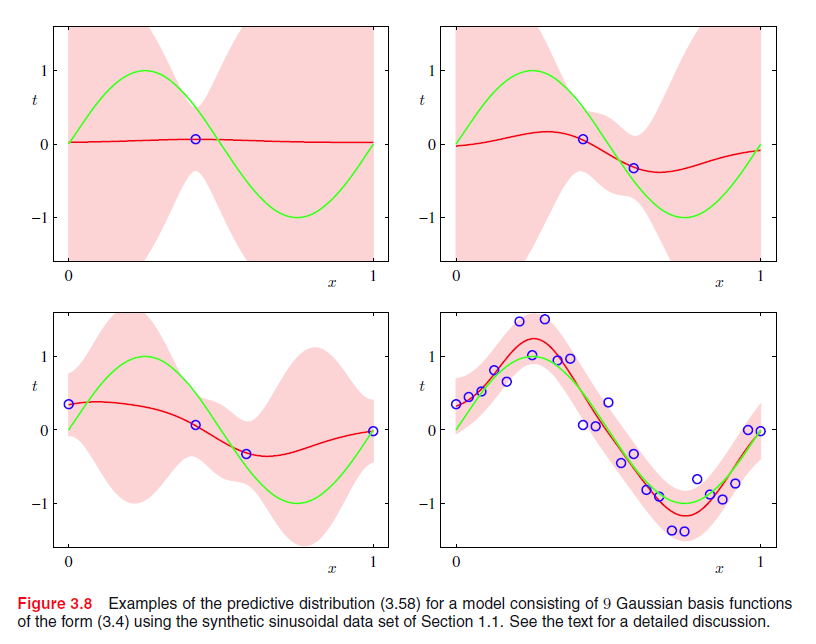 1
t
0
−1
0
x
1
1
t
0
−1
0
x
1
1
t
0
−1
0
x
1
1
t
0
−1
0
x
1
Figure 3.8 Examples of the predictive distribution (3.58) for a model consisting of 9 Gaussian basis functions
of the form (3.4) using the synthetic sinusoidal data set of Section 1.1. See the text for a detailed discussion.